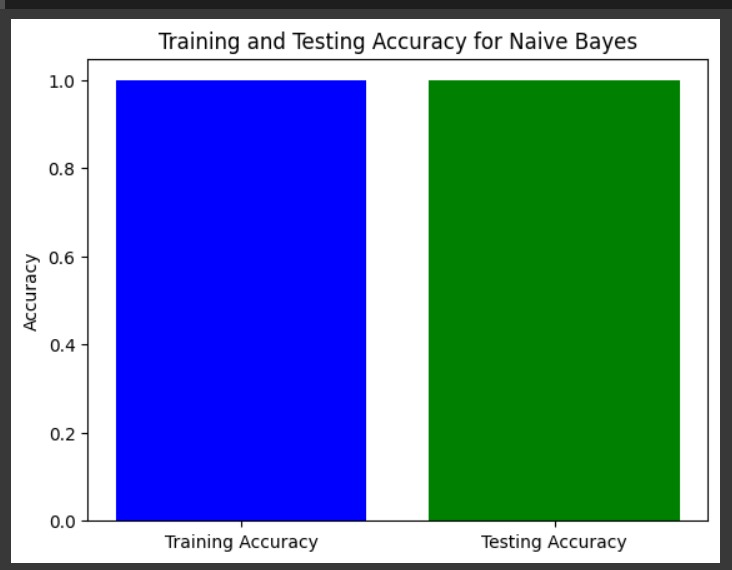 Training and Testing Accuracy for Naive Bayes
1.0
0.8
0.6
0.4
0.2
0.0
Accuracy
Training Accuracy
Testing Accuracy